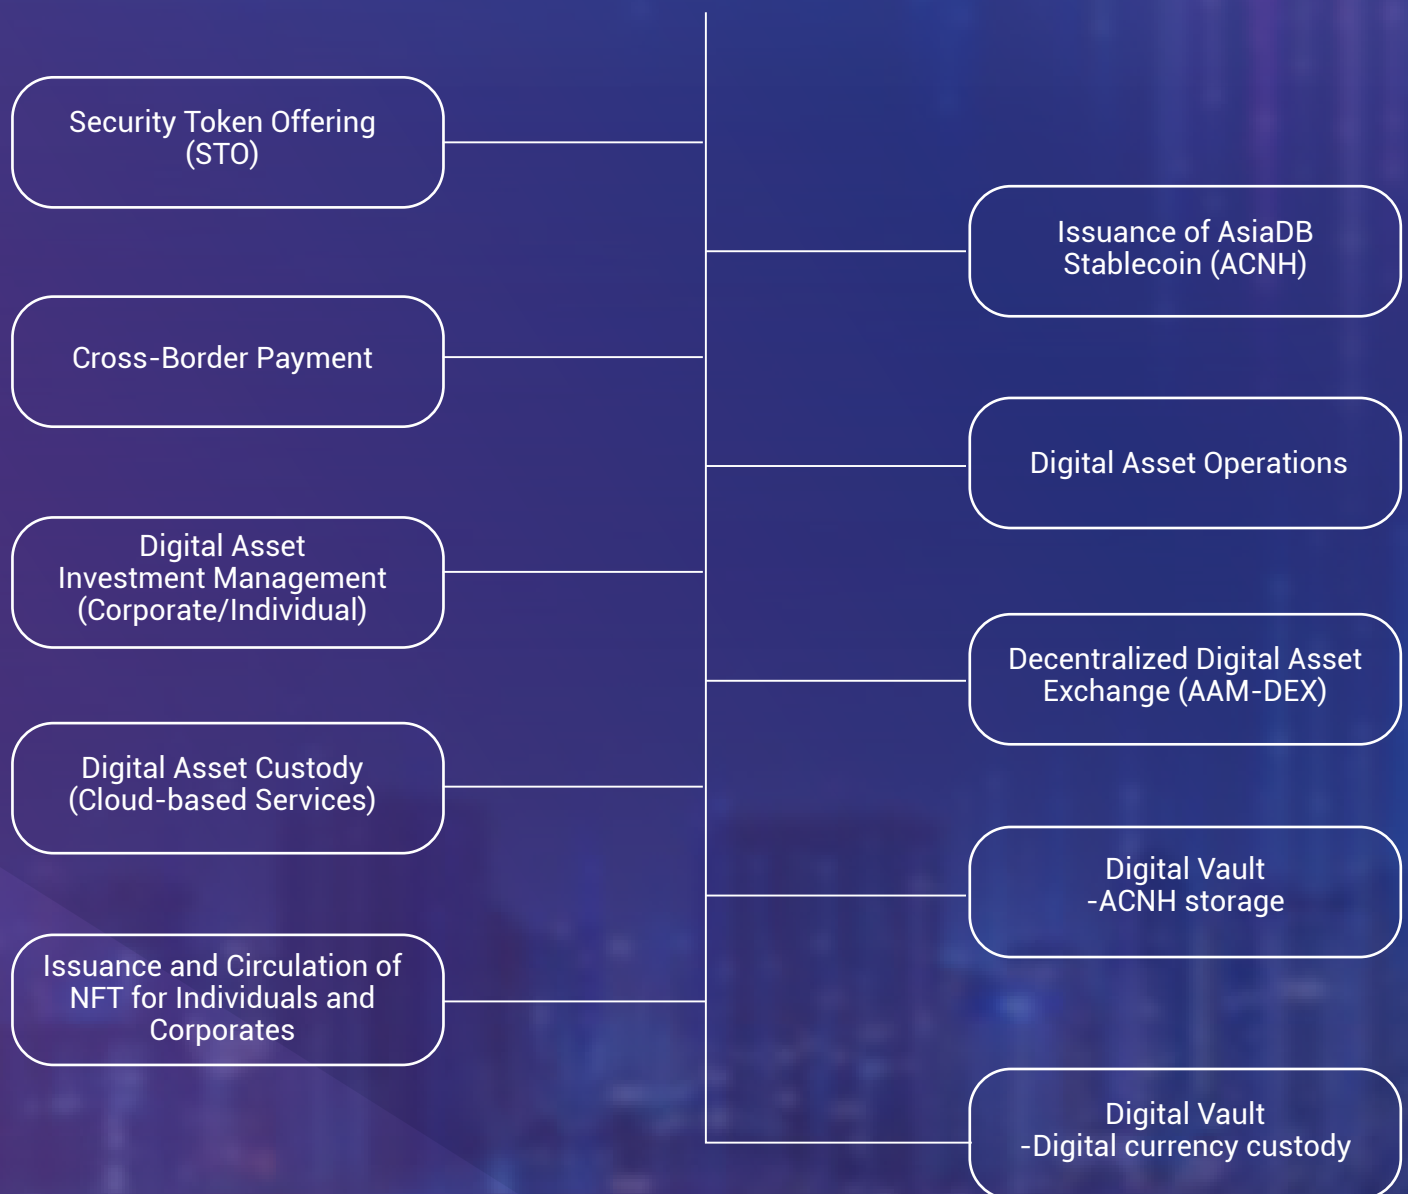 Security Token Offering
(STO)
Issuance of AsiaDB
Stablecoin (ACNH)
Cross-Border Payment
Digital Asset Operations
Digital Asset
Investment Management
(Corporate/Individual)
Decentralized Digital Asset
Exchange (AAM-DEX)
Digital Asset Custody
(Cloud-based Services)
Digital Vault
-ACNH storage
Issuance and Circulation of
NFT for Individuals and
Corporates
Digital Vault
-Digital currency custody